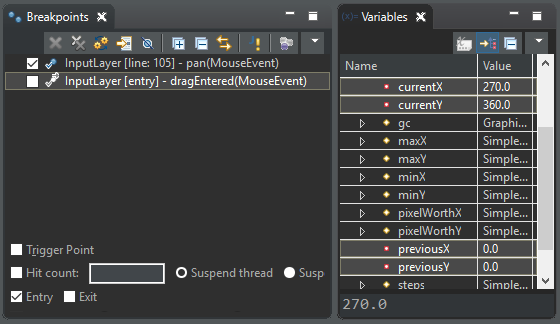 Breakpoints
InputLayer [line: 105] - pan(MouseEvent)
InputLayer [entry] - dragEntered(MouseEvent)
Trigger Point
Hit count:
Suspend thread
Susp
Entry
Exit
(x)= Variables
Name Value
currentX 270.0
currentY 360.0
gc Graphi...
maxX Simple...
maxY Simple...
minX Simple...
minY Simple...
pixelWorthX Simple...
pixelWorthY Simple...
previousX 0.0
previousY 0.0
steps Simple...
270.0